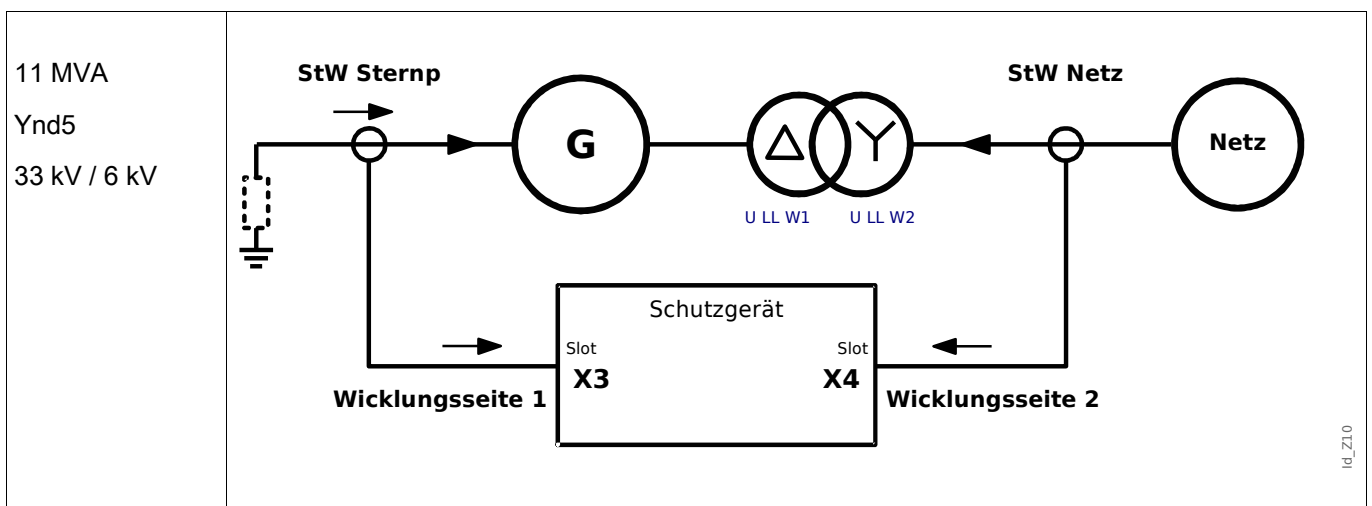 11 MVA
Ynd5
33 kV / 6 kV
StW Sternp
StW Netz
G
Netz
U LL W1
U LL W2
Schutzgerät
Slot
X3
Slot
X4
Wicklungsseite 1
Wicklungsseite 2
Id_Z10